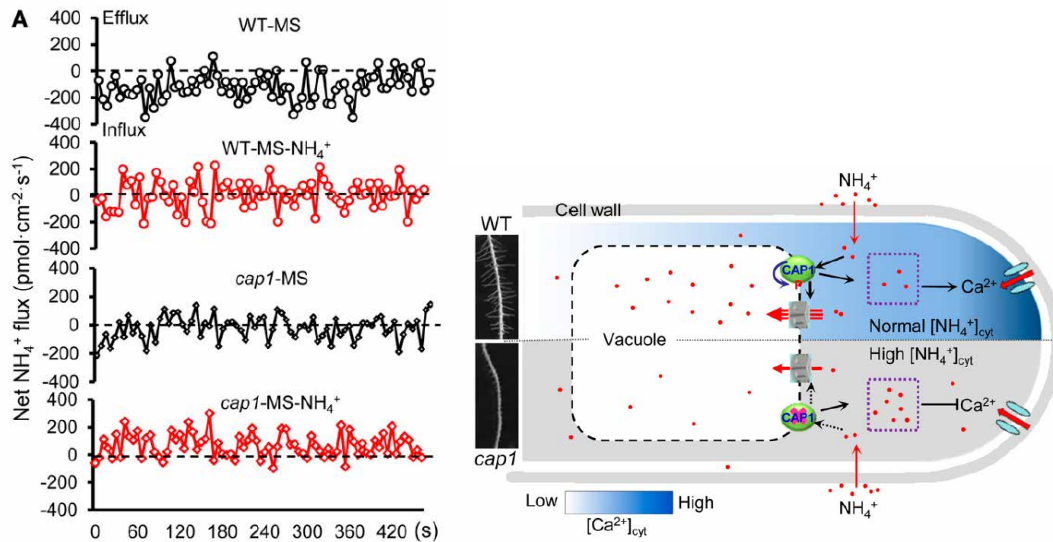 A
Net NH₄⁺ flux (pmol·cm⁻²·s⁻¹)
400
Efflux
WT-MS
200
0
-200
-400
Influx
400
WT-MS-NH₄⁺
200
0
-200
-400
400
cap1-MS
200
0
-200
-400
400
cap1-MS-NH₄⁺
200
0
-200
-400
0 60 120 180 240 300 360 420 (s)
WT
cap1
NH₄⁺
Cell wall
CAP1
P
Ca²⁺
Normal [NH₄⁺]cyt
Vacuole
High [NH₄⁺]cyt
CAP1
Ca²⁺
NH₄⁺
Low High
[Ca²⁺]cyt